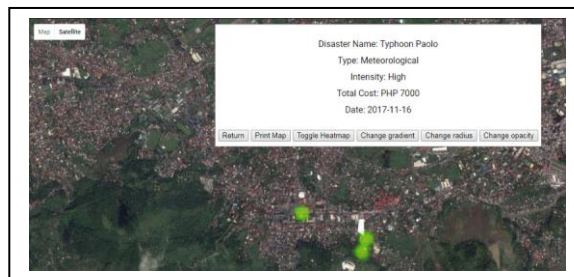 Map Satellite
Disaster Name: Typhoon Paolo
Type: Meteorological
Intensity: High
Total Cost: PHP 7000
Date: 2017-11-16
Return Print Map Toggle Heatmap Change gradient Change radius Change opacity